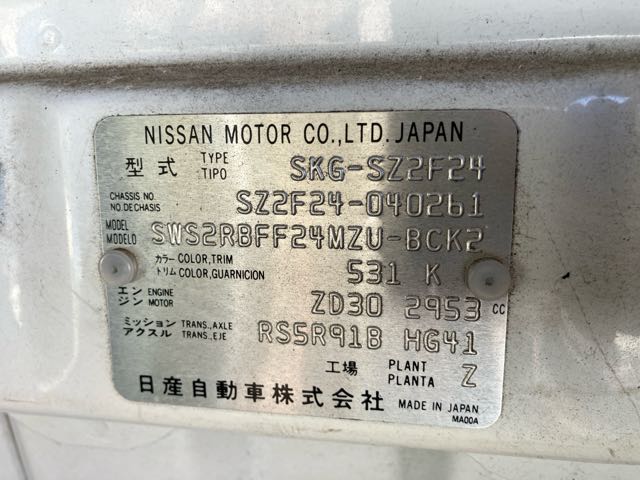 NISSAN MOTOR CO.,LTD. JAPAN
型式 TYPE TIPO SKG-SZ2F24
CHASSIS NO. NO. DE CHASIS SZ2F24-040261
MODEL MODELO SWS2RBFF24MZU-BCK2
カラー COLOR,TRIM トリム COLOR,GUARNICION 531 K
エンジン ENGINE MOTOR ZD30 2953 CC
ミッション TRANS.,AXLE アクスル TRANS.,EJE RS5R91B HG41
工場 PLANT PLANTA Z
日産自動車株式会社 MADE IN JAPAN
MA00A